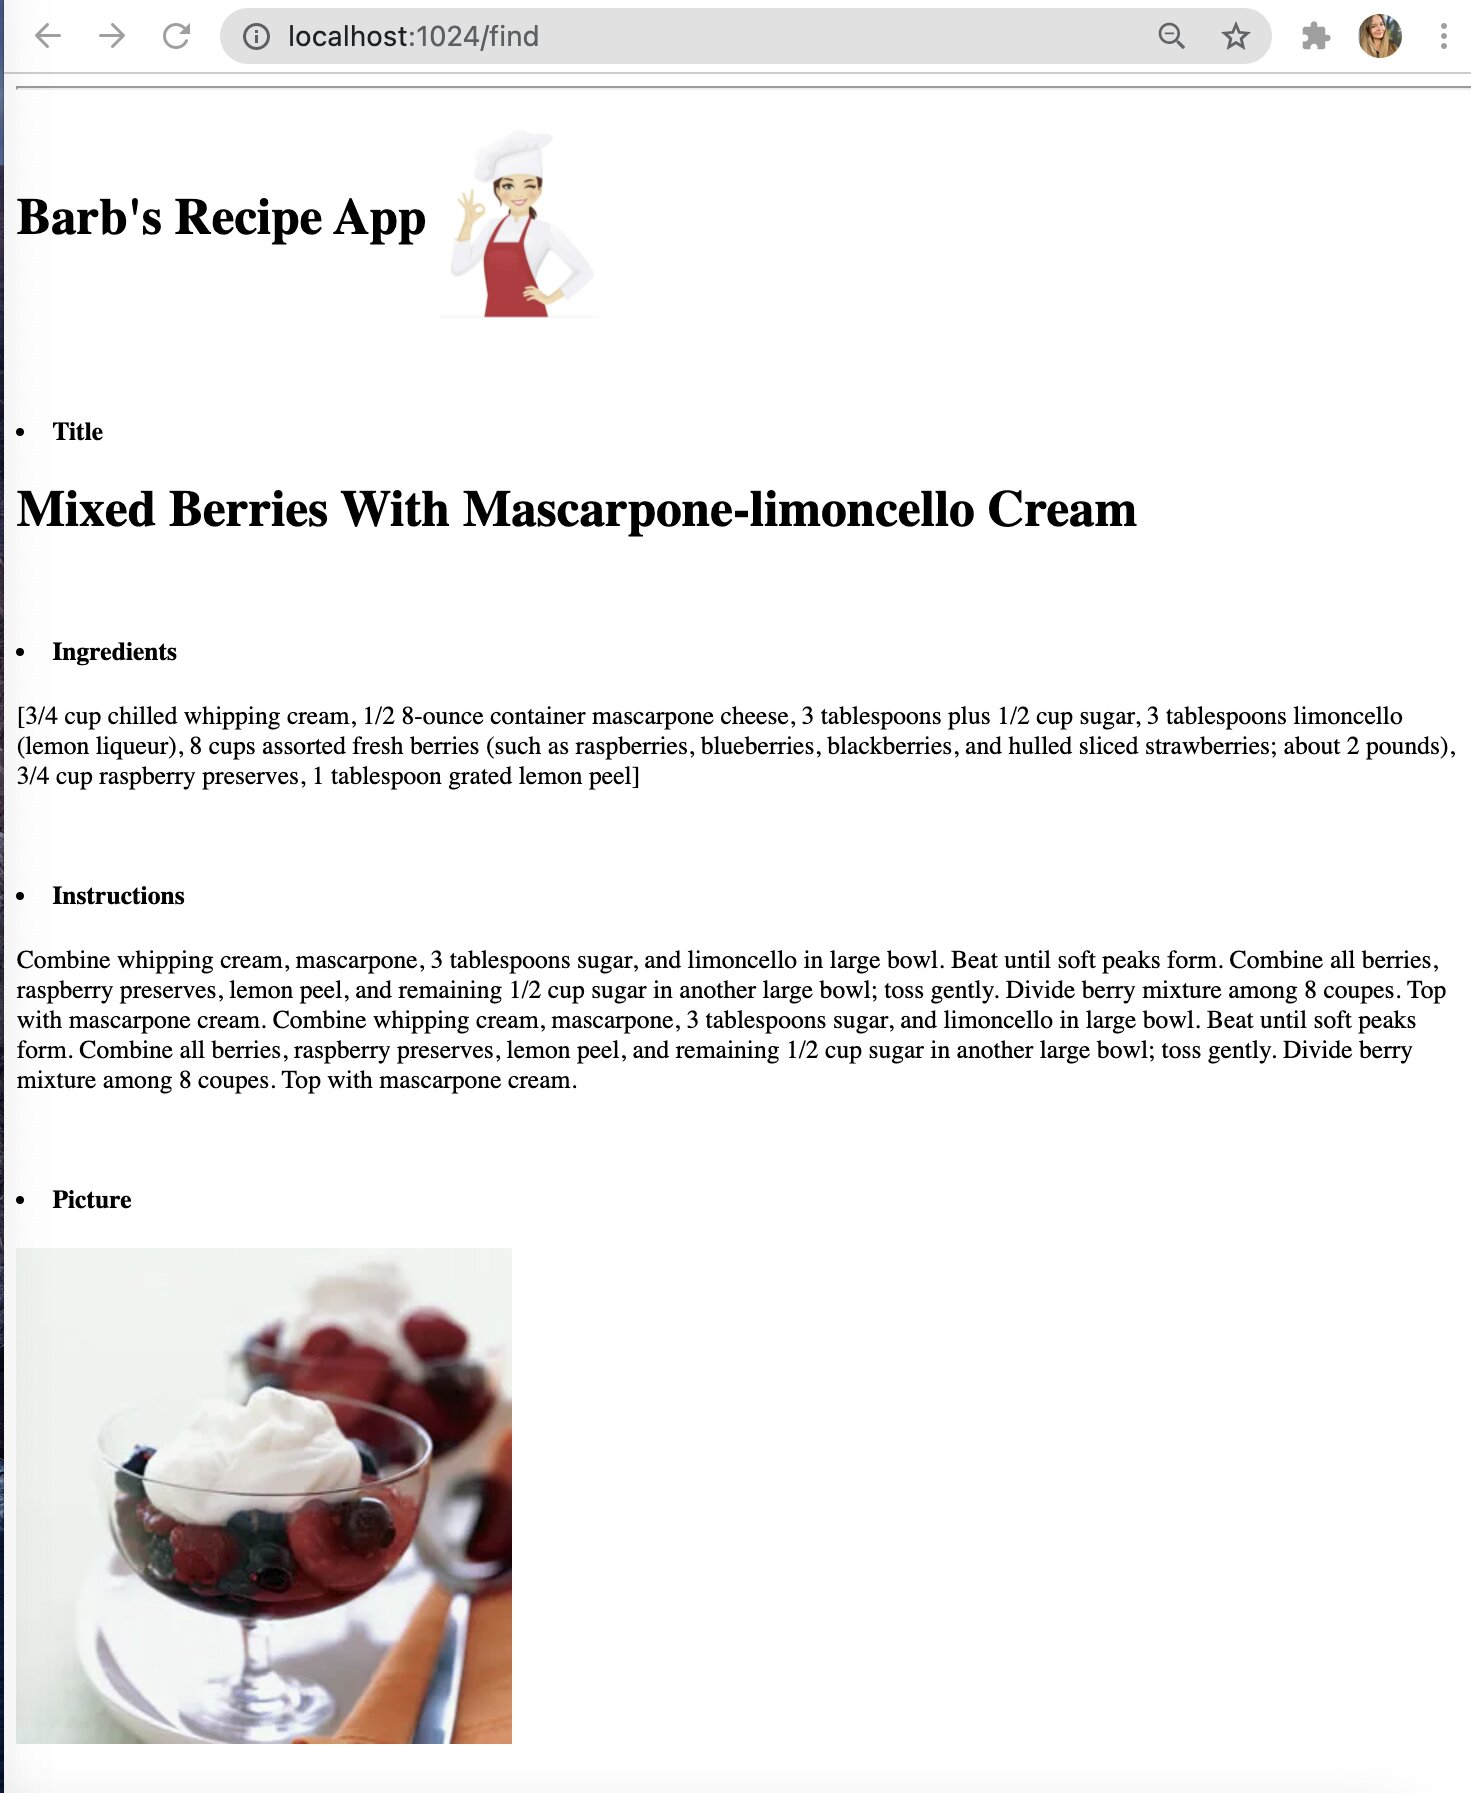 localhost:1024/find
Barb's Recipe App
• Title
Mixed Berries With Mascarpone-limoncello Cream
• Ingredients
[3/4 cup chilled whipping cream, 1/2 8-ounce container mascarpone cheese, 3 tablespoons plus 1/2 cup sugar, 3 tablespoons limoncello
(lemon liqueur), 8 cups assorted fresh berries (such as raspberries, blueberries, blackberries, and hulled sliced strawberries; about 2 pounds),
3/4 cup raspberry preserves, 1 tablespoon grated lemon peel]
• Instructions
Combine whipping cream, mascarpone, 3 tablespoons sugar, and limoncello in large bowl. Beat until soft peaks form. Combine all berries,
raspberry preserves, lemon peel, and remaining 1/2 cup sugar in another large bowl; toss gently. Divide berry mixture among 8 coupes. Top
with mascarpone cream. Combine whipping cream, mascarpone, 3 tablespoons sugar, and limoncello in large bowl. Beat until soft peaks
form. Combine all berries, raspberry preserves, lemon peel, and remaining 1/2 cup sugar in another large bowl; toss gently. Divide berry
mixture among 8 coupes. Top with mascarpone cream.
• Picture